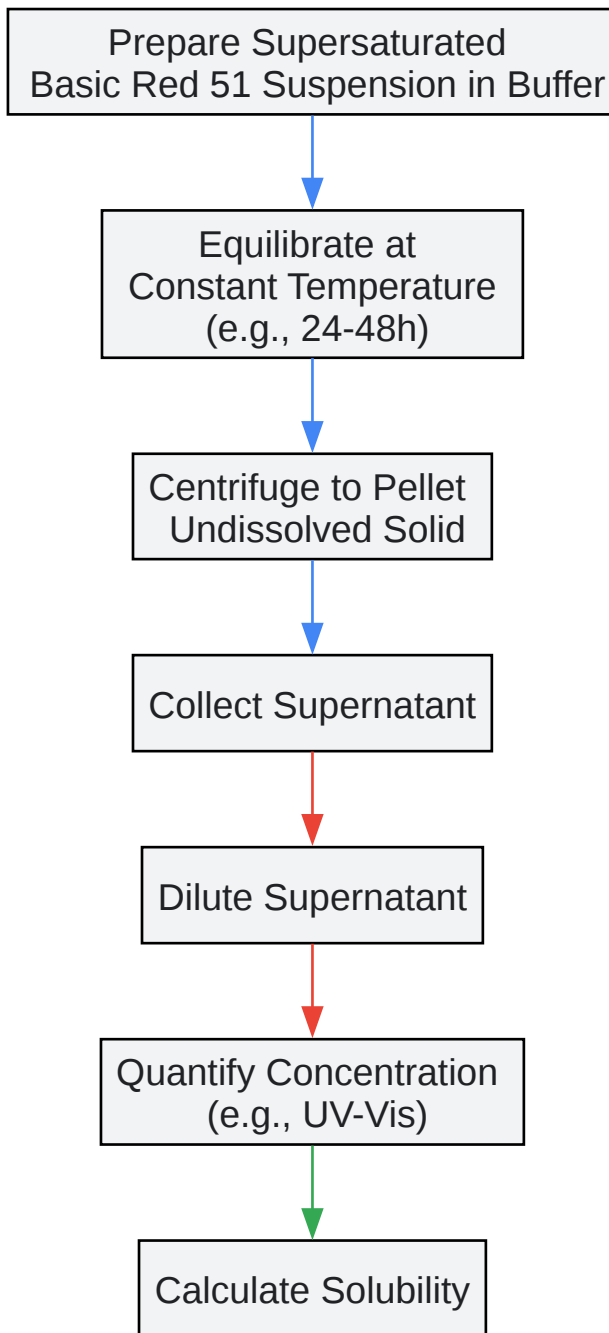 Prepare Supersaturated
Basic Red 51 Suspension in Buffer
Equilibrate at
Constant Temperature
(e.g., 24-48h)
Centrifuge to Pellet
Undissolved Solid
Collect Supernatant
Dilute Supernatant
Quantify Concentration
(e.g., UV-Vis)
Calculate Solubility